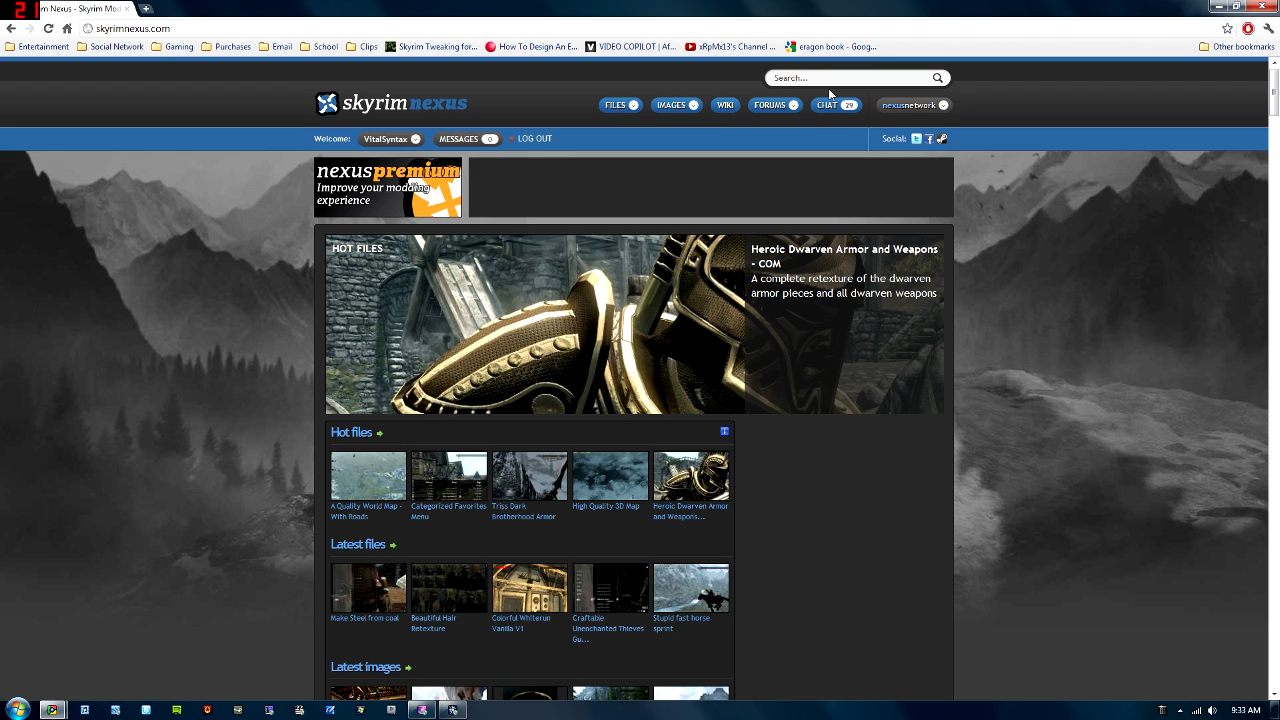 21
m Nexus - Skyrim Mod
skyrimnexus.com
Entertainment
Social Network
Gaming
Purchases
Email
School
Clips
Skyrim Tweaking for...
How To Design An E...
VIDEO COPILOT | Af...
xRpMx13's Channel ...
eragon book - Goog...
Other bookmarks
Search...
skyrim nexus
FILES
IMAGES
WIKI
FORUMS
CHAT 29
nexusnetwork
Welcome:
VitalSyntax
MESSAGES 0
LOG OUT
Social:
nexuspremium
Improve your modding
experience
HOT FILES
Heroic Dwarven Armor and Weapons
- COM
A complete retexture of the dwarven
armor pieces and all dwarven weapons
Hot files
A Quality World Map -
With Roads
Categorized Favorites
Menu
Triss Dark
Brotherhood Armor
High Quality 3D Map
Heroic Dwarven Armor
and Weapons...
Latest files
Make Steel from coal
Beautiful Hair
Retexture
Colorful Whiterun
Vanilla V1
Craftable
Unenchanted Thieves
Gu...
Stupid fast horse
sprint
Latest images
9:33 AM